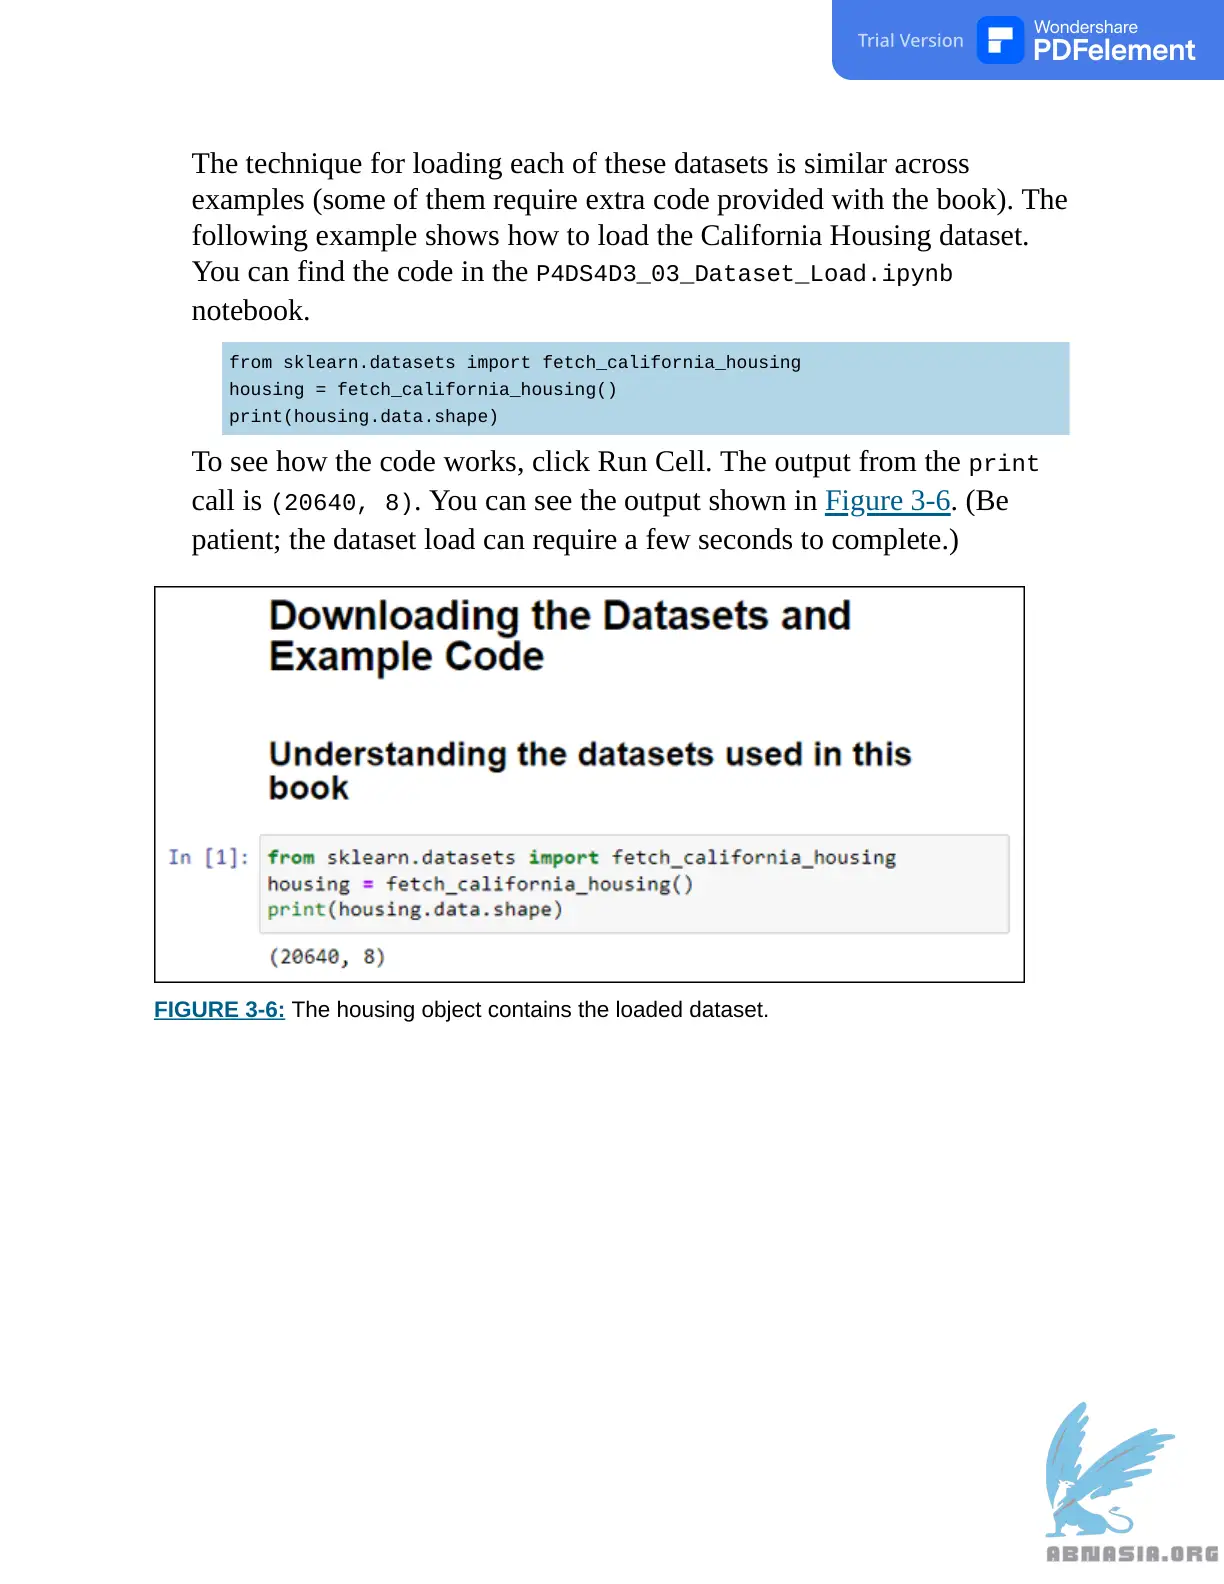 Trial Version
Wondershare
PDFelement
The technique for loading each of these datasets is similar across
examples (some of them require extra code provided with the book). The
following example shows how to load the California Housing dataset.
You can find the code in the P4DS4D3_03_Dataset_Load.ipynb
notebook.
from sklearn.datasets import fetch_california_housing
housing = fetch_california_housing()
print(housing.data.shape)
To see how the code works, click Run Cell. The output from the print
call is (20640, 8). You can see the output shown in Figure 3-6. (Be
patient; the dataset load can require a few seconds to complete.)
Downloading the Datasets and
Example Code
Understanding the datasets used in this
book
In [1]: from sklearn.datasets import fetch_california_housing
housing = fetch_california_housing()
print(housing.data.shape)
(20640, 8)
FIGURE 3-6: The housing object contains the loaded dataset.
ABNASIA.ORG